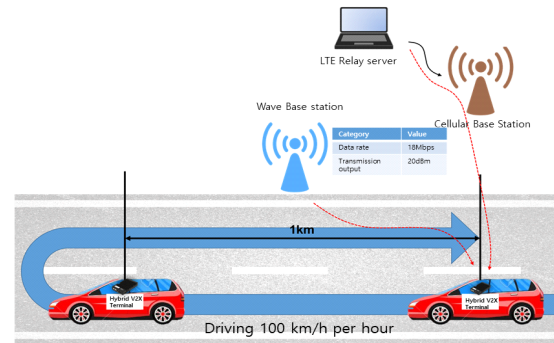 LTE Relay server
Wave Base station
Cellular Base Station
Category Value
Data rate 18Mbps
Transmission output 20dBm
1km
Hybrid V2X
Terminal
Hybrid V2X
Terminal
Driving 100 km/h per hour